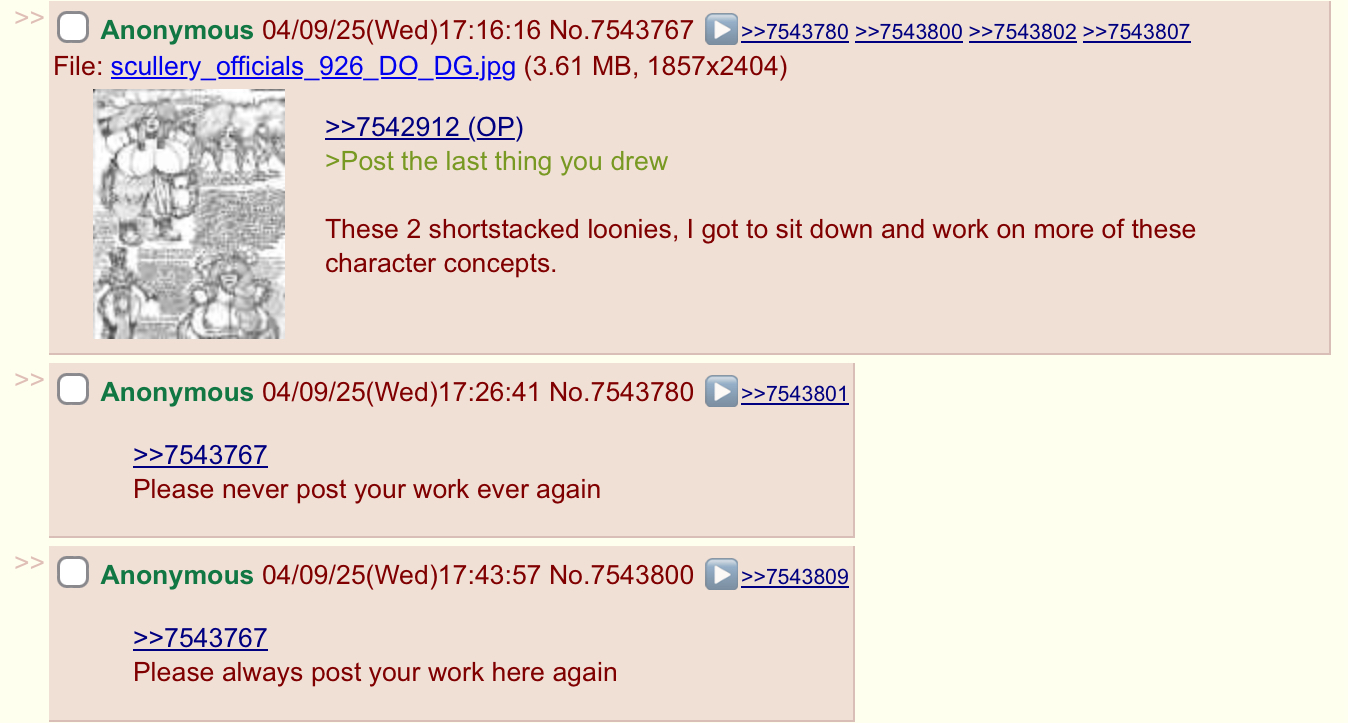 >> Anonymous 04/09/25(Wed)17:16:16 No.7543767 >>7543780 >>7543800 >>7543802 >>7543807
File: scullery_officials_926_DO_DG.jpg (3.61 MB, 1857x2404)
>>7542912 (OP)
>Post the last thing you drew
These 2 shortstacked loonies, I got to sit down and work on more of these
character concepts.
>> Anonymous 04/09/25(Wed)17:26:41 No.7543780 >>7543801
>>7543767
Please never post your work ever again
>> Anonymous 04/09/25(Wed)17:43:57 No.7543800 >>7543809
>>7543767
Please always post your work here again